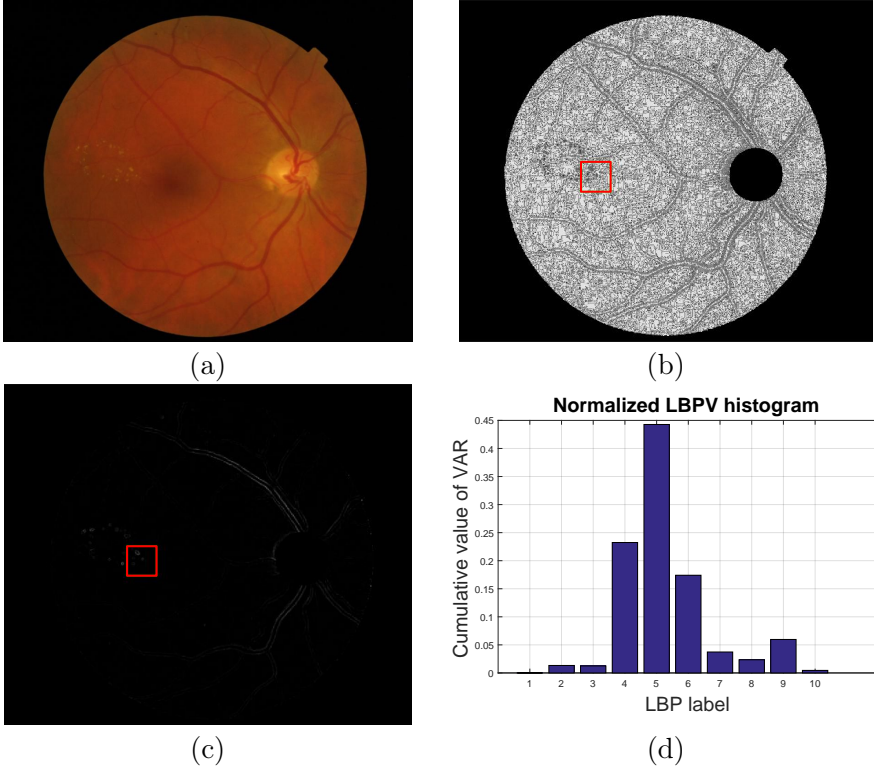 (a)
(b)
Normalized LBPV histogram
Cumulative value of VAR
0.45
0.4
0.35
0.3
0.25
0.2
0.15
0.1
0.05
0
1 2 3 4 5 6 7 8 9 10
LBP label
(c)
(d)